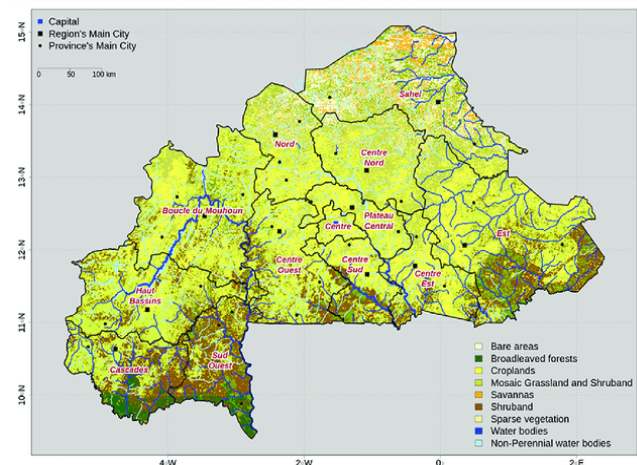 Capital
Region's Main City
Province's Main City
0 50 100 km
15°N
14°N
13°N
12°N
11°N
10°N
Sahel
Nord
Centre
Nord
Boucle du Mouhoun
Plateau
Central
Centre
Est
Centre
Ouest
Centre
Sud
Centre
Est
Haut
Bassins
Sud
Ouest
Cascades
Bare areas
Broadleaved forests
Croplands
Mosaic Grassland and Shruband
Savannas
Shruband
Sparse vegetation
Water bodies
Non-Perennial water bodies
4°W 2°W 0° 2°E